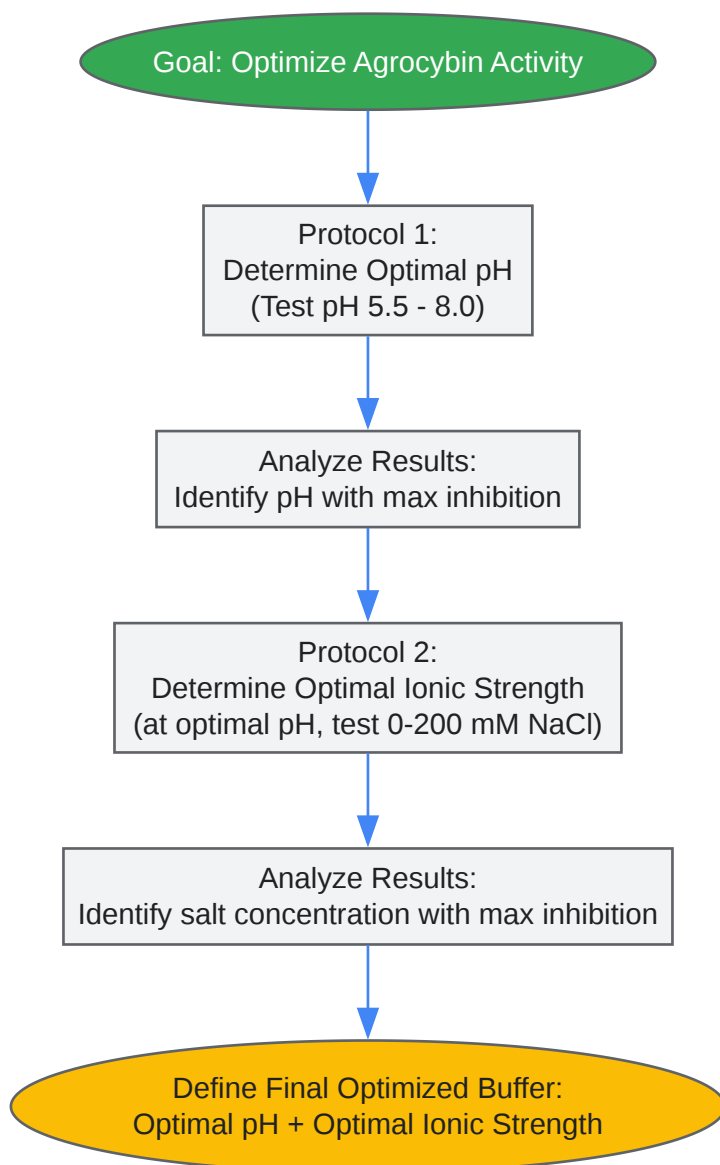 Goal: Optimize Agrocybin Activity
Protocol 1:
Determine Optimal pH
(Test pH 5.5 - 8.0)
Analyze Results:
Identify pH with max inhibition
Protocol 2:
Determine Optimal Ionic Strength
(at optimal pH, test 0-200 mM NaCl)
Analyze Results:
Identify salt concentration with max inhibition
Define Final Optimized Buffer:
Optimal pH + Optimal Ionic Strength